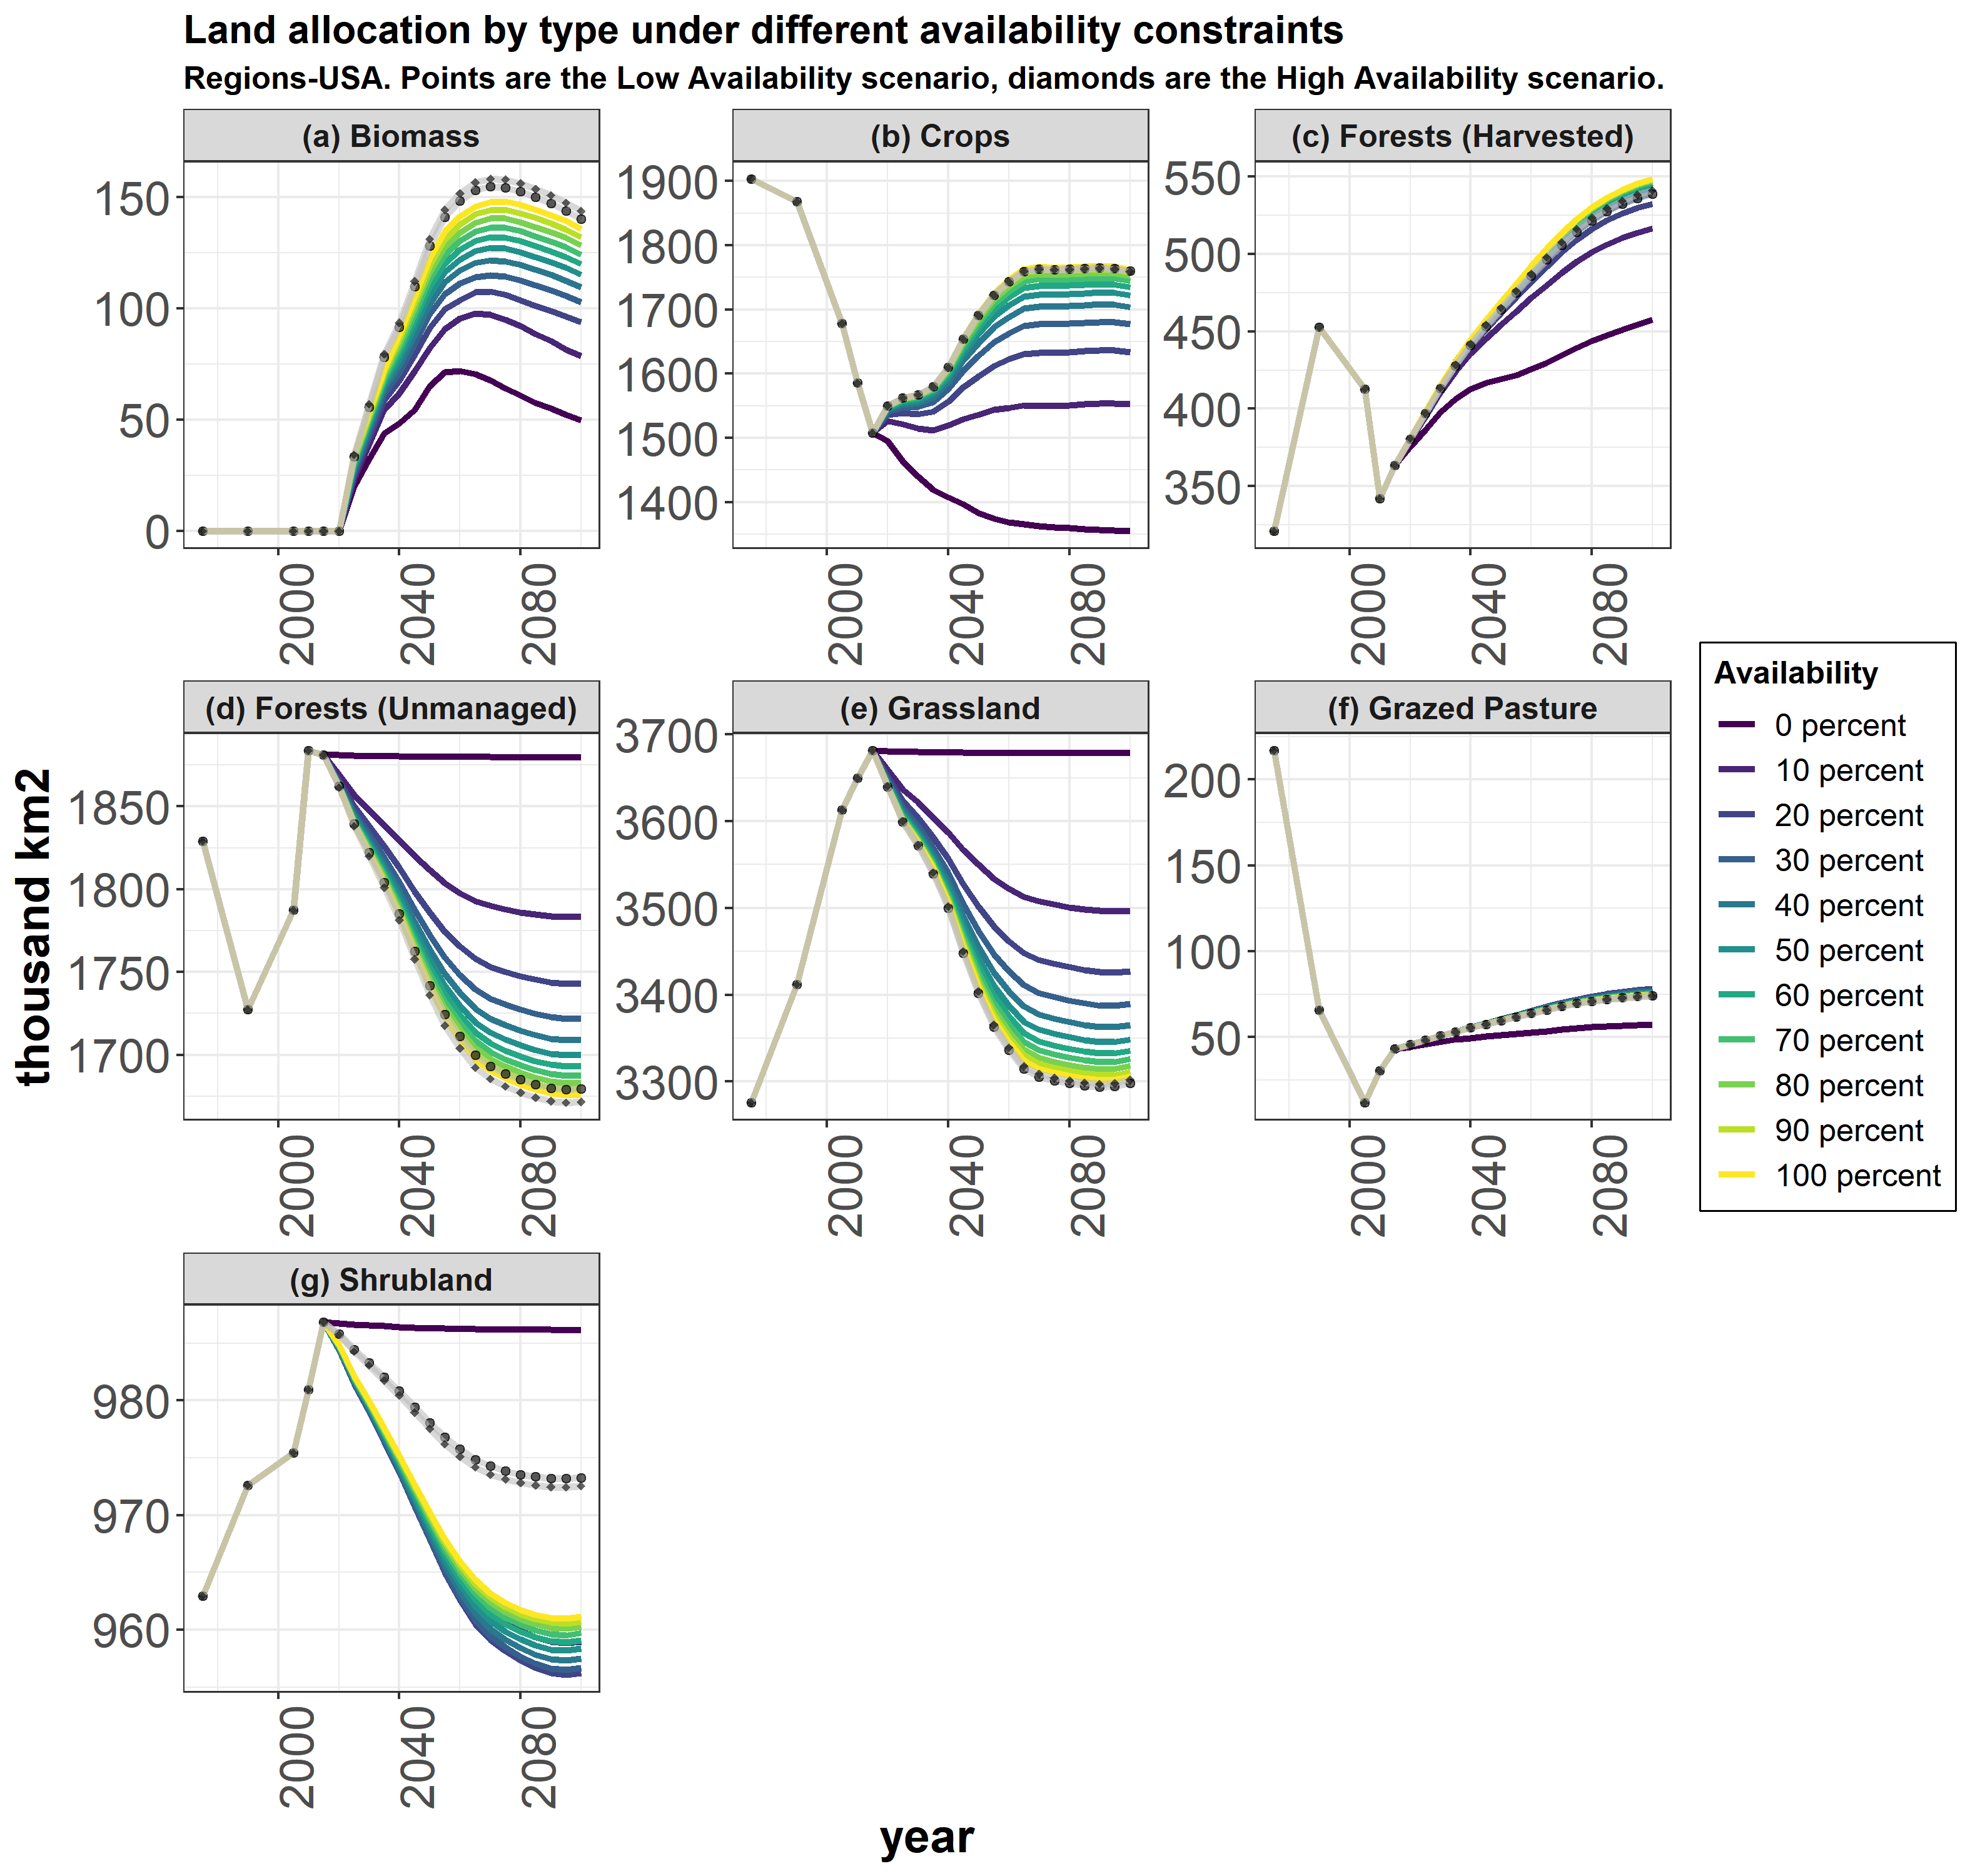 Land allocation by type under different availability constraints
Regions-USA. Points are the Low Availability scenario, diamonds are the High Availability scenario.
(a) Biomass
150
100
50
0
2000 2040 2080
(b) Crops
1900
1800
1700
1600
1500
1400
2000 2040 2080
(c) Forests (Harvested)
550
500
450
400
350
2000 2040 2080
thousand km2
(d) Forests (Unmanaged)
1850
1800
1750
1700
2000 2040 2080
(e) Grassland
3700
3600
3500
3400
3300
2000 2040 2080
(f) Grazed Pasture
200
150
100
50
2000 2040 2080
Availability
0 percent
10 percent
20 percent
30 percent
40 percent
50 percent
60 percent
70 percent
80 percent
90 percent
100 percent
(g) Shrubland
980
970
960
2000 2040 2080
year